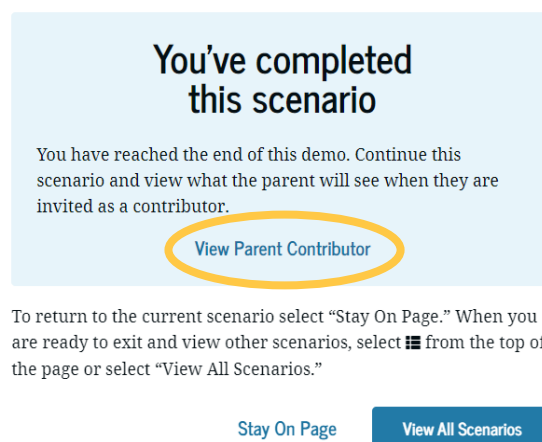 You've completed
this scenario
You have reached the end of this demo. Continue this
scenario and view what the parent will see when they are
invited as a contributor.
View Parent Contributor
To return to the current scenario select “Stay On Page.” When you
are ready to exit and view other scenarios, select from the top of
the page or select “View All Scenarios.”
Stay On Page
View All Scenarios